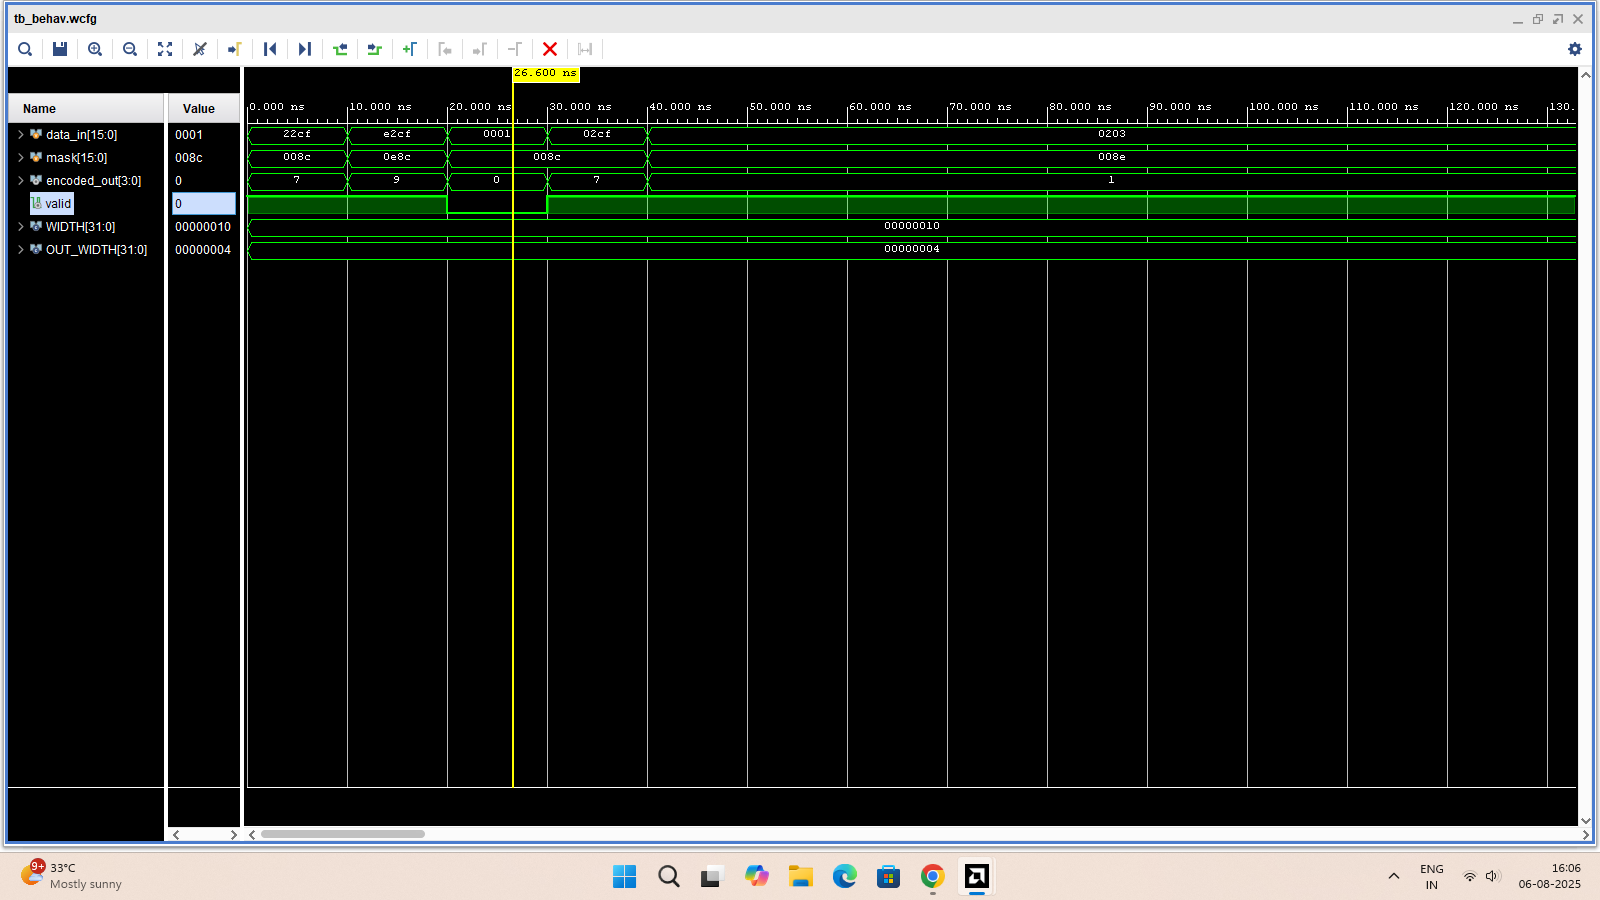 tb_behav.wcfg
26.600 ns
Name Value
0.000 ns 10.000 ns 20.000 ns 30.000 ns 40.000 ns 50.000 ns 60.000 ns 70.000 ns 80.000 ns 90.000 ns 100.000 ns 110.000 ns 120.000 ns 130.
data_in[15:0] 0001 22cf e2cf 0001 02cf 0203
mask[15:0] 008c 008c 0e8c 008c 008e
encoded_out[3:0] 0 7 9 0 7 1
valid 0
WIDTH[31:0] 00000010 00000010
OUT_WIDTH[31:0] 00000004 00000004
9+ 33°C
Mostly sunny
ENG
IN
16:06
06-08-2025